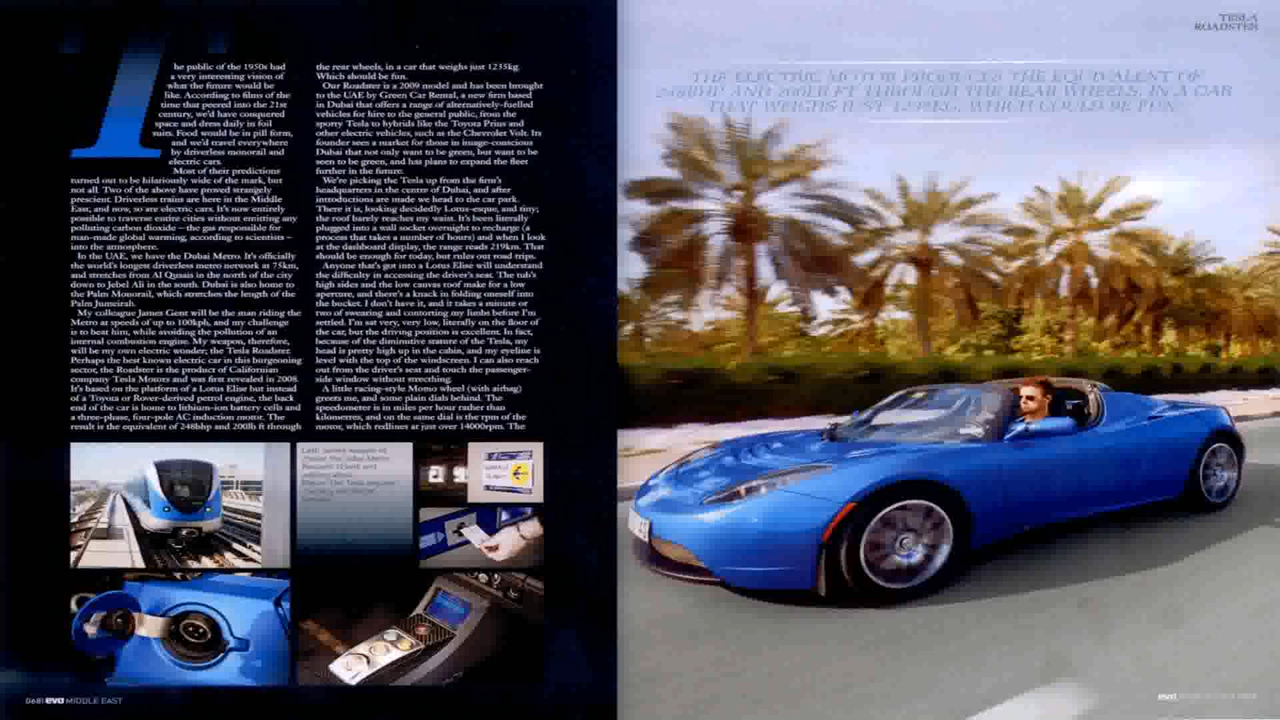 The public of the 1950s had
a very interesting vision of
what the future would be
like. According to films of the
time that peered into the 21st
century, we'd have conquered
space and dress daily in foil
suits. Food would be in pill form,
and we'd travel everywhere
by driverless monorail and
electric cars.
Most of their predictions
turned out to be hilariously wide of the mark, but
not all. Two of the above have proved strangely
prescient. Driverless trains are here in the Middle
East, and now, so are electric cars. It's now entirely
possible to traverse entire cities without emitting any
polluting carbon dioxide – the gas responsible for
man-made global warming, according to scientists –
into the atmosphere.
In the UAE, we have the Dubai Metro. It's officially
the world's longest driverless metro network at 75km,
and stretches from Al Qusais in the north of the city
down to Jebel Ali in the south. Dubai is also home to
the Palm Monorail, which stretches the length of the
Palm Jumeirah.
My colleague James Gent will be the man riding the
Metro at speeds of up to 100kph, and my challenge
is to beat him, while avoiding the pollution of an
internal combustion engine. My weapon, therefore,
will be my own electric wonder; the Tesla Roadster.
Perhaps the best known electric car in this burgeoning
sector, the Roadster is the product of Californian
company Tesla Motors and was first revealed in 2008.
It's based on the platform of a Lotus Elise but instead
of a Toyota or Rover-derived petrol engine, the back
end of the car is home to lithium-ion battery cells and
a three-phase, four-pole AC induction motor. The
result is the equivalent of 248bhp and 200lb ft through
the rear wheels, in a car that weighs just 1235kg.
Which should be fun.
Our Roadster is a 2009 model and has been brought
to the UAE by Green Car Rental, a new firm based
in Dubai that offers a range of alternatively-fuelled
vehicles for hire to the general public, from the
sporty Tesla to hybrids like the Toyota Prius and
other electric vehicles, such as the Chevrolet Volt. Its
founder sees a market for those in image-conscious
Dubai that not only want to be green, but want to be
seen to be green, and has plans to expand the fleet
further in the future.
We're picking the Tesla up from the firm's
headquarters in the centre of Dubai, and after
introductions are made we head to the car park.
There it is, looking decidedly Lotus-esque, and tiny;
the roof barely reaches my waist. It's been literally
plugged into a wall socket overnight to recharge (a
process that takes a number of hours) and when I look
at the dashboard display, the range reads 219km. That
should be enough for today, but rules out road trips.
Anyone that's got into a Lotus Elise will understand
the difficulty in accessing the driver's seat. The tub's
high sides and the low canvas roof make for a low
aperture, and there's a knack in folding oneself into
the bucket. I don't have it, and it takes a minute or
two of swearing and contorting my limbs before I'm
settled. I'm sat very, very low, literally on the floor of
the car, but the driving position is excellent. In fact,
because of the diminutive stature of the Tesla, my
head is pretty high up in the cabin, and my eyeline is
level with the top of the windscreen. I can also reach
out from the driver's seat and touch the passenger-
side window without stretching.
A little racing-style Momo wheel (with airbag)
greets me, and some plain dials behind. The
speedometer is in miles per hour rather than
kilometres, and on the same dial is the rpm of the
motor, which redlines at just over 14000rpm. The
068 | evo MIDDLE EAST
TESLA
ROADSTER
THE ELECTRIC MOTOR PRODUCES THE EQUIVALENT OF
248BHP AND 200LB FT THROUGH THE REAR WHEELS, IN A CAR
THAT WEIGHS JUST 1235KG. WHICH COULD BE FUN
evo